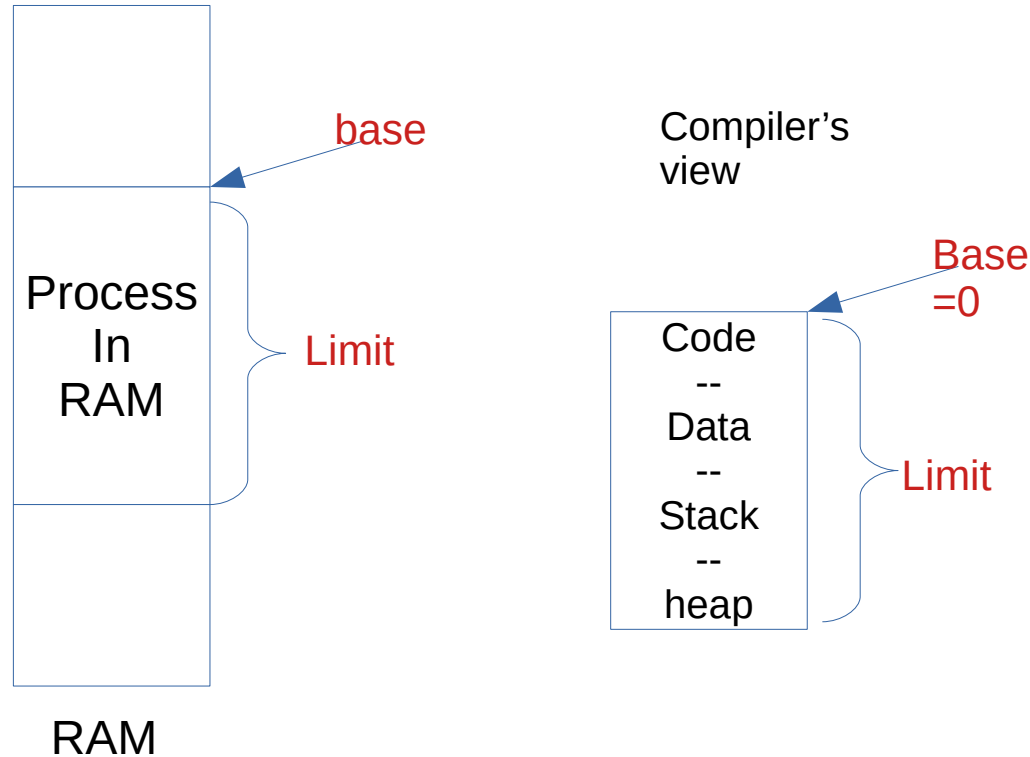 base
Process
In
RAM
Limit
RAM
Compiler's
view
Base
=0
Code
--
Data
--
Stack
--
heap
Limit